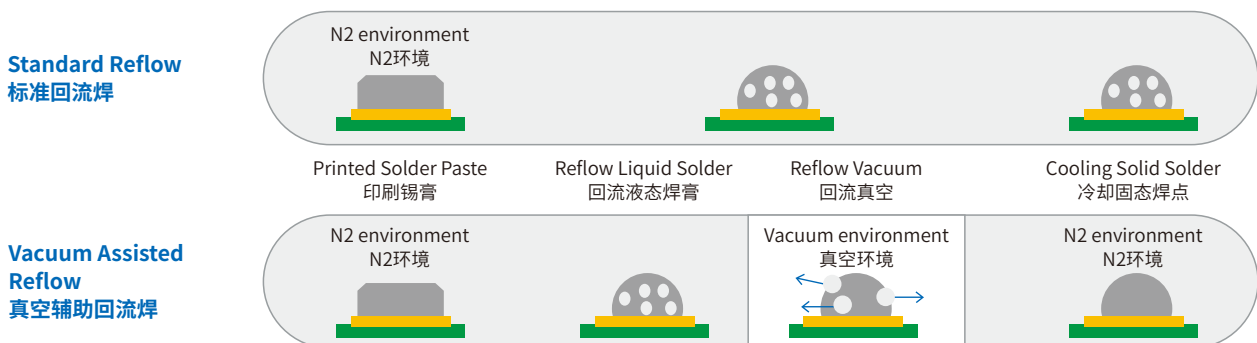 Standard Reflow
标准回流焊
N2 environment
N2环境
Printed Solder Paste
印刷锡膏
Reflow Liquid Solder
回流液态焊膏
Reflow Vacuum
回流真空
Cooling Solid Solder
冷却固态焊点
Vacuum Assisted
Reflow
真空辅助回流焊
N2 environment
N2环境
Vacuum environment
真空环境
N2 environment
N2环境